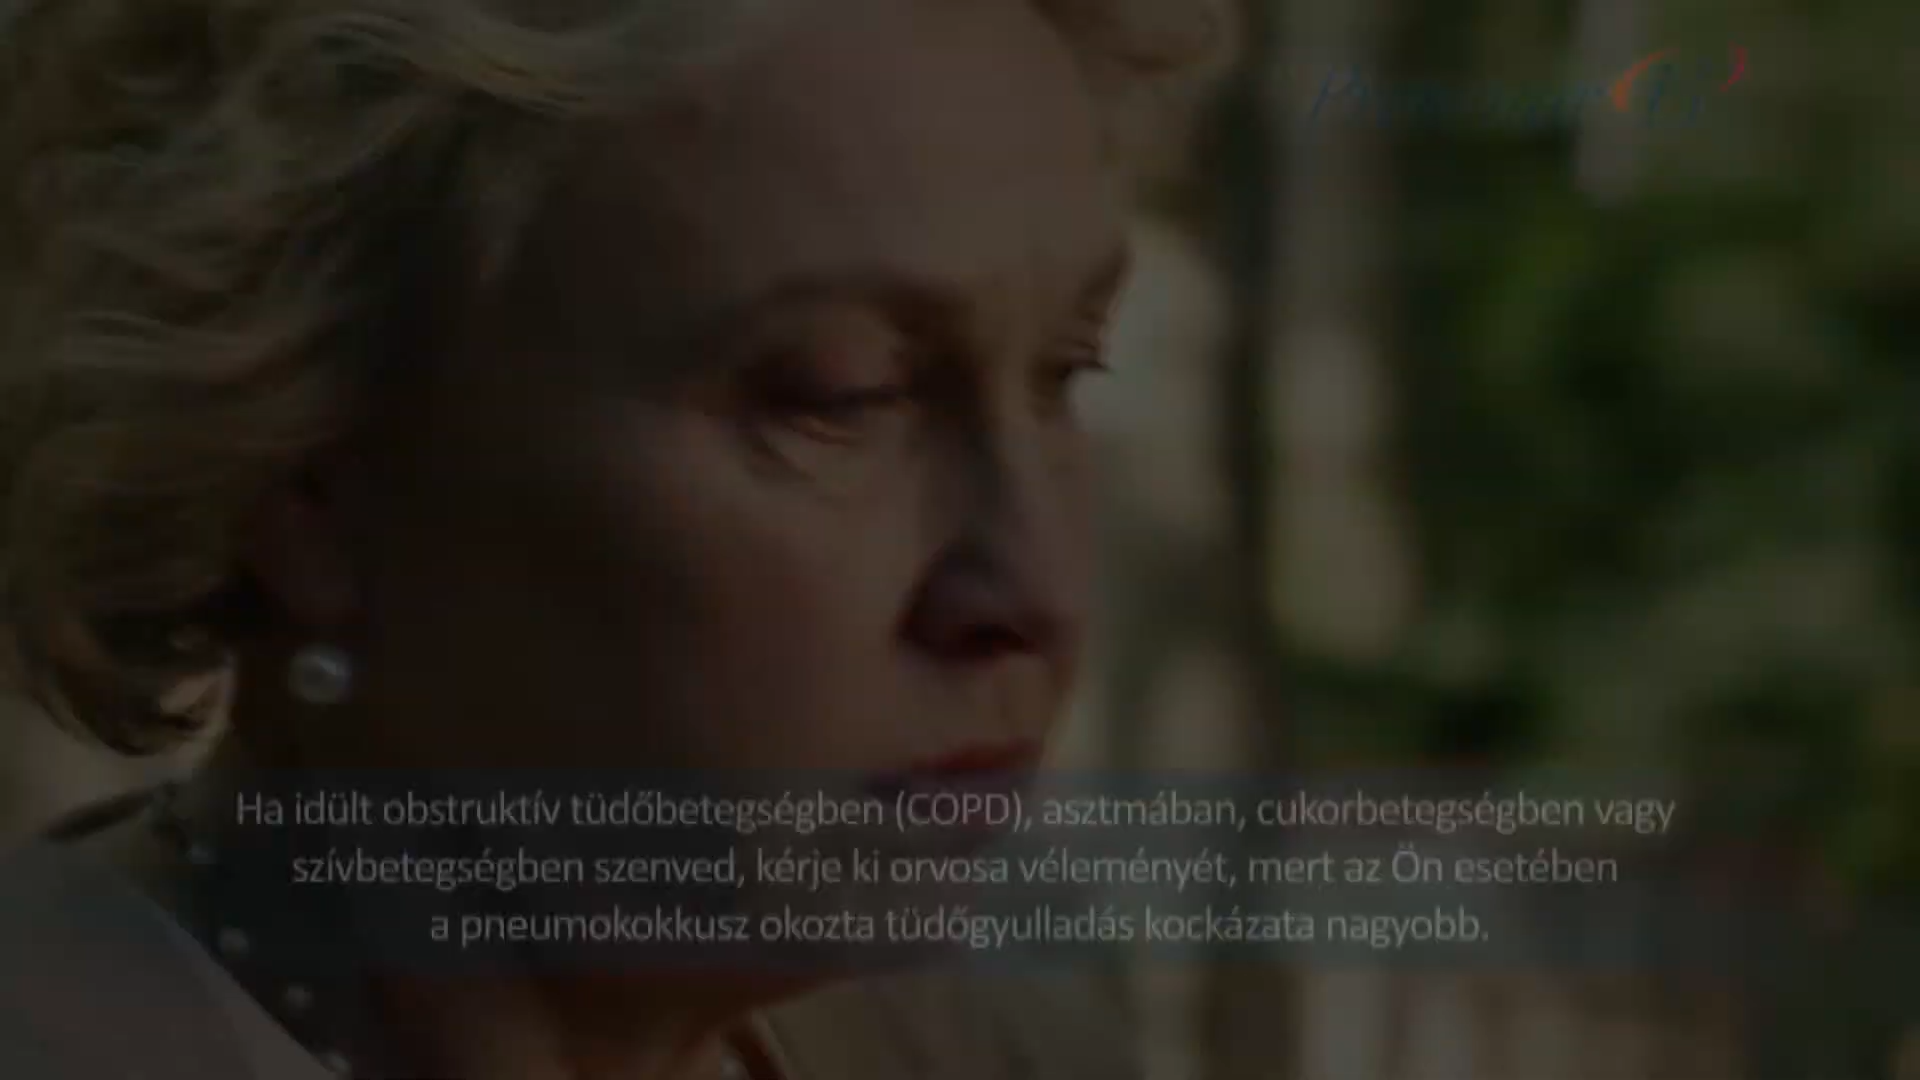 Ha idült obstruktív tüdőbetegségben (COPD), asztmában, cukorbetegségben vagy
szívbetegségben szenved, kérje ki orvosa véleményét, mert az Ön esetében
a pneumokokkusz okozta tüdőgyulladás kockázata nagyobb.